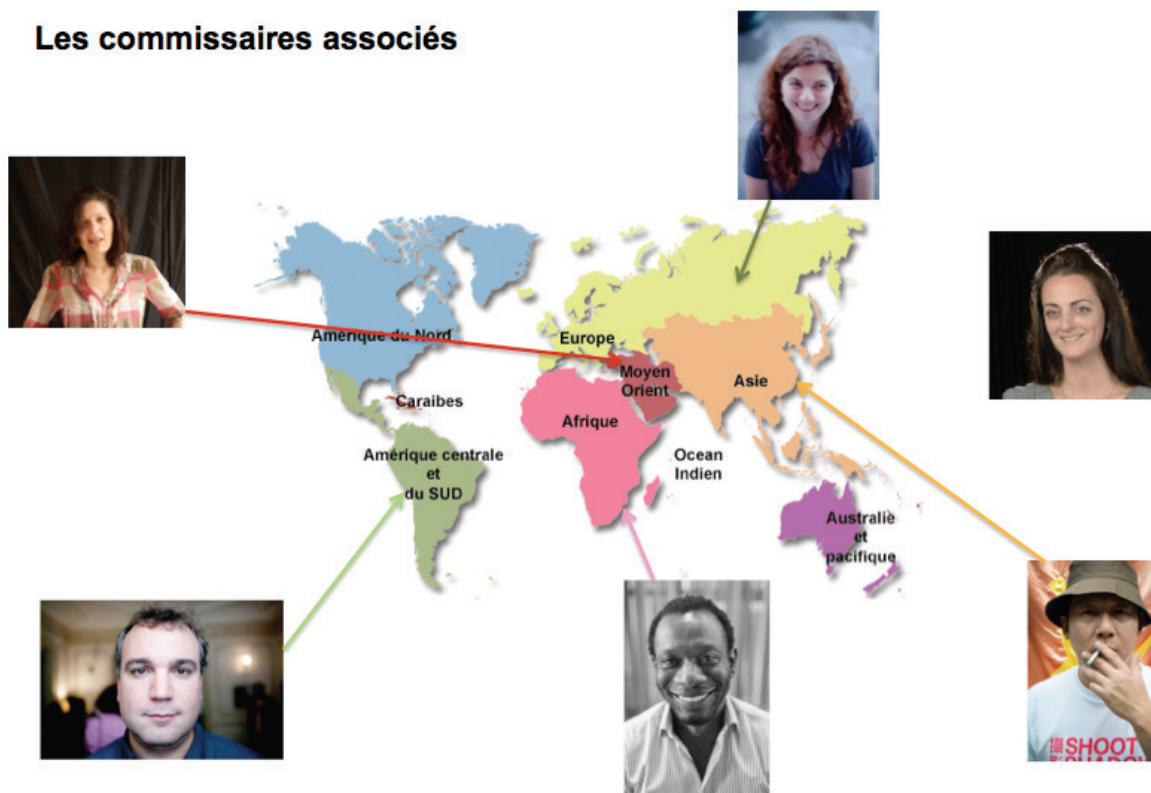 Les commissaires associés
Amérique du Nord
Europe
Moyen
Orient
Asie
Caraibes
Afrique
Amérique centrale
et
du SUD
Ocean
Indien
Australie
et
pacifique
SHOOT